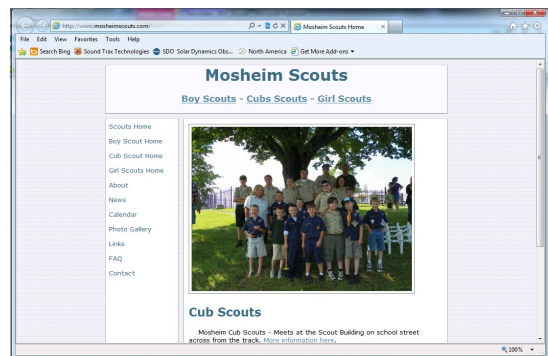 http://www.mosheimscouts.com/
Mosheim Scouts Home
File Edit View Favorites Tools Help
Search Bing Sound Trax Technologies SDO Solar Dynamics Obs... North America Get More Add-ons
Mosheim Scouts
Boy Scouts - Cubs Scouts - Girl Scouts
Scouts Home
Boy Scout Home
Cub Scout Home
Girl Scouts Home
About
News
Calendar
Photo Gallery
Links
FAQ
Contact
Cub Scouts
Mosheim Cub Scouts - Meets at the Scout Building on school street
across from the track. More information here.
100%